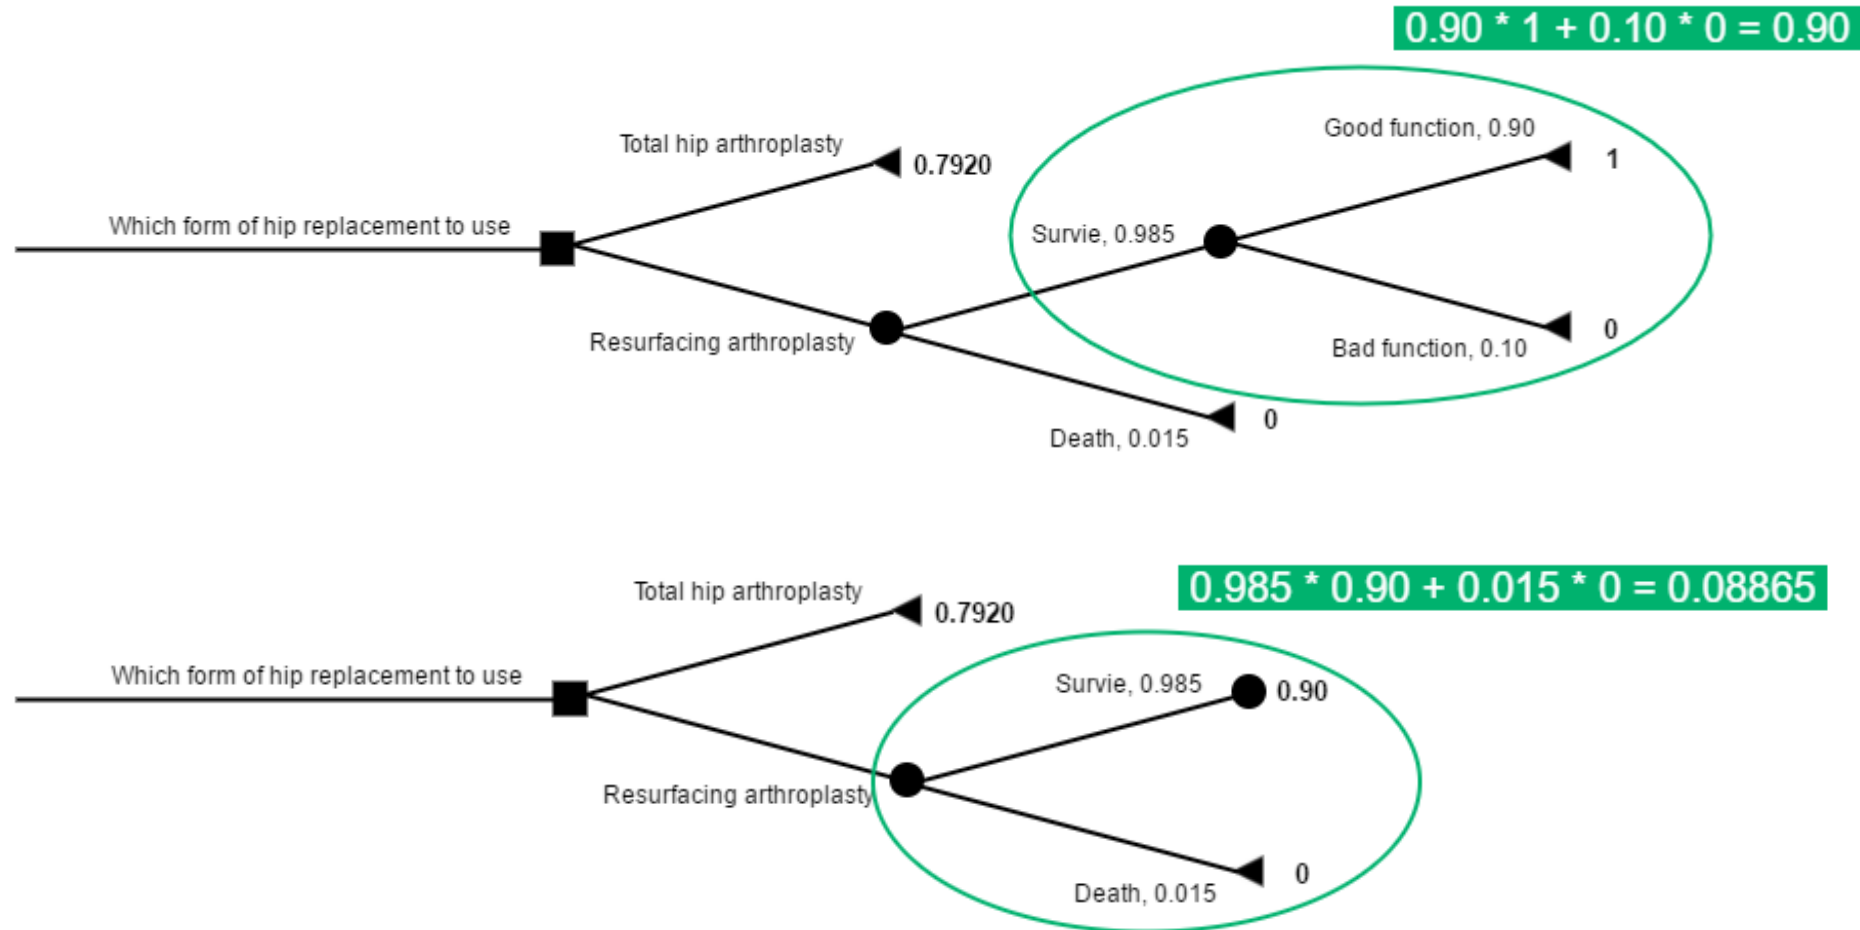 0.90 * 1 + 0.10 * 0 = 0.90
Good function, 0.90
1
Total hip arthroplasty
0.7920
Which form of hip replacement to use
Survie, 0.985
Resurfacing arthroplasty
0
Bad function, 0.10
0
Death, 0.015
0.985 * 0.90 + 0.015 * 0 = 0.08865
Total hip arthroplasty
0.7920
Which form of hip replacement to use
Survie, 0.985
0.90
Resurfacing arthroplasty
0
Death, 0.015